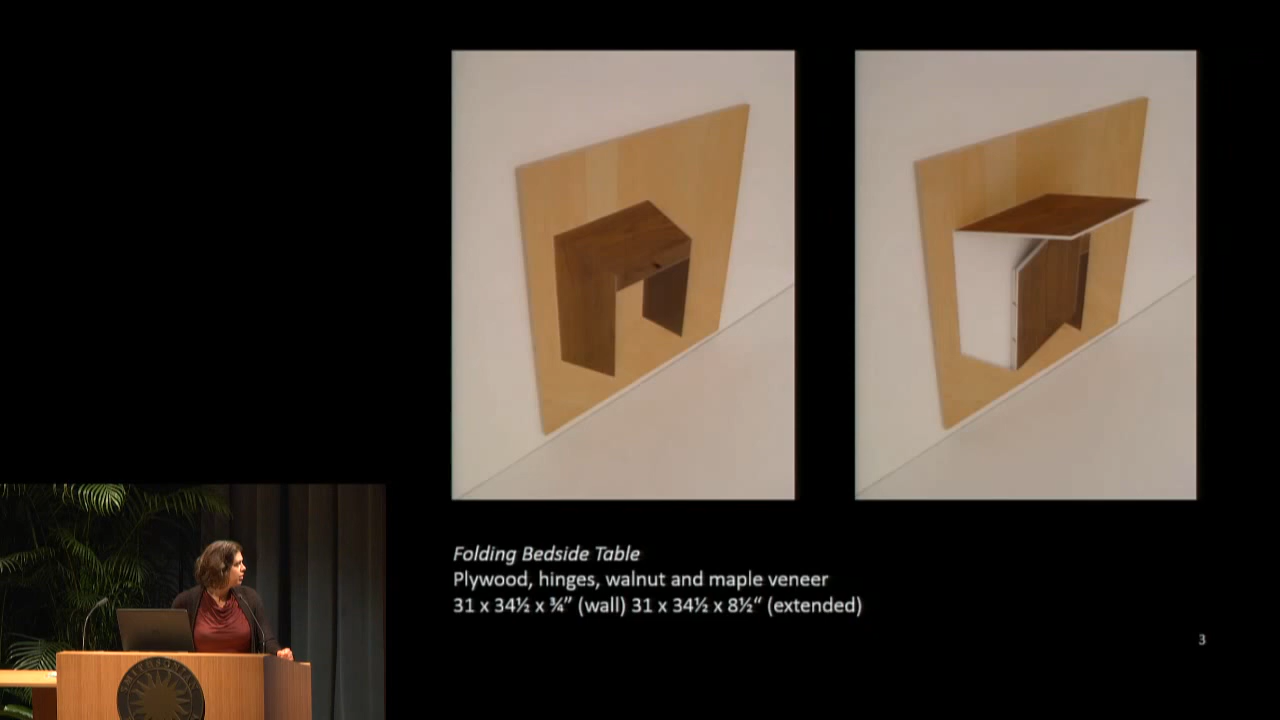 Folding Bedside Table
Plywood, hinges, walnut and maple veneer
31 x 34½ x ¾” (wall) 31 x 34½ x 8½“ (extended)
3
SMITHSONIAN